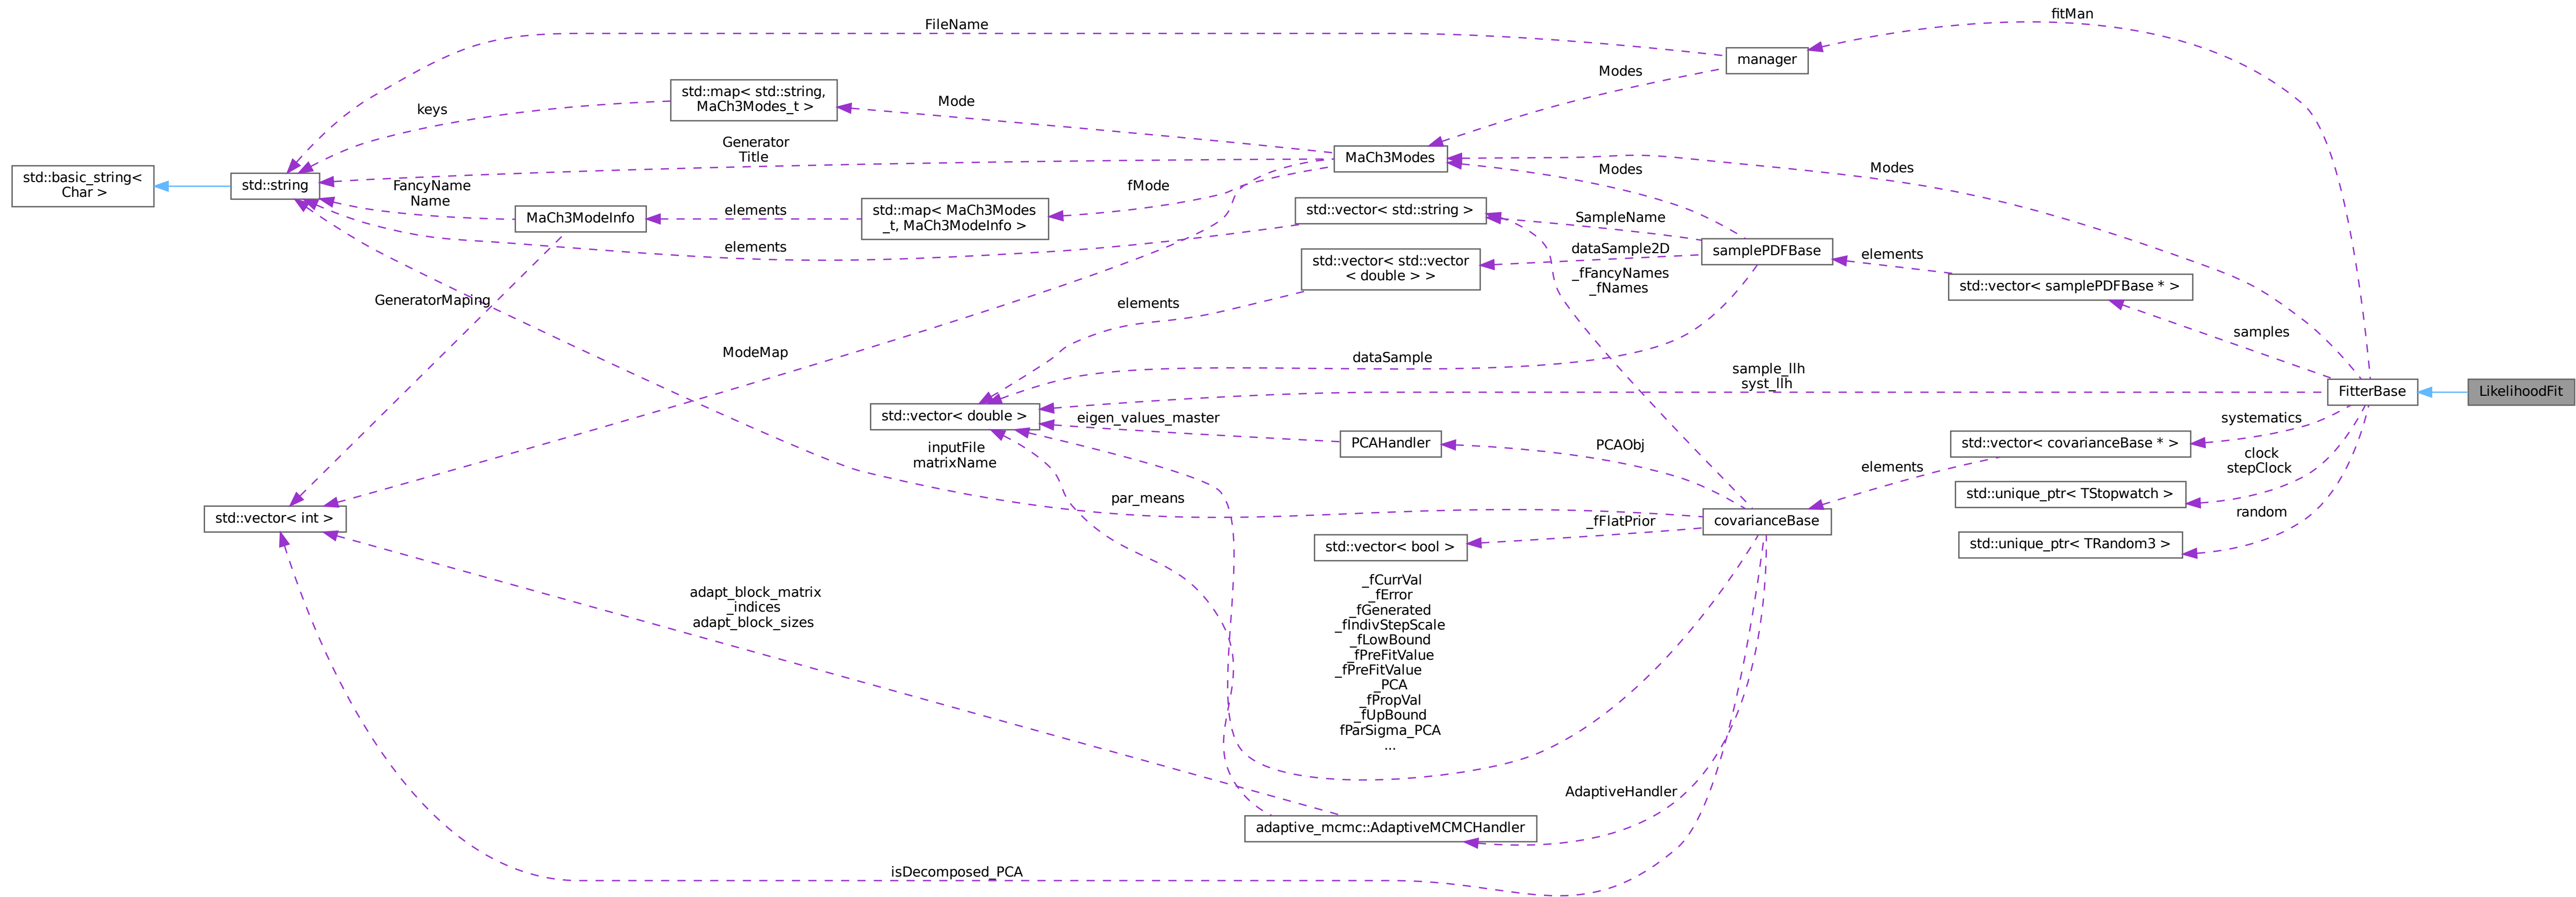 fitMan
FileName
manager
Modes
std::map< std::string,
MaCh3Modes_t >
Mode
keys
Generator
Title
MaCh3Modes
Modes
Modes
std::basic_string<
Char >
std::string
FancyName
Name
fMode
MaCh3ModeInfo
elements
std::map< MaCh3Modes
_t, MaCh3ModeInfo >
std::vector< std::string >
SampleName
elements
samplePDFBase
dataSample2D
elements
std::vector< std::vector
< double > >
_fFancyNames
_fNames
std::vector< samplePDFBase * >
GeneratorMaping
elements
samples
ModeMap
dataSample
sample_llh
syst_llh
FitterBase
LikelihoodFit
std::vector< double >
eigen_values_master
systematics
PCAHandler
PCAObj
std::vector< covarianceBase * >
inputFile
matrixName
clock
stepClock
elements
par_means
std::unique_ptr< TStopwatch >
std::vector< int >
_fFlatPrior
covarianceBase
random
std::vector< bool >
std::unique_ptr< TRandom3 >
_fCurrVal
_fError
_fGenerated
_fIndivStepScale
_fLowBound
_fPreFitValue
_fPreFitValue
_PCA
_fPropVal
_fUpBound
fParSigma_PCA
...
adapt_block_matrix
_indices
adapt_block_sizes
AdaptiveHandler
adaptive_mcmc::AdaptiveMCMCHandler
isDecomposed_PCA